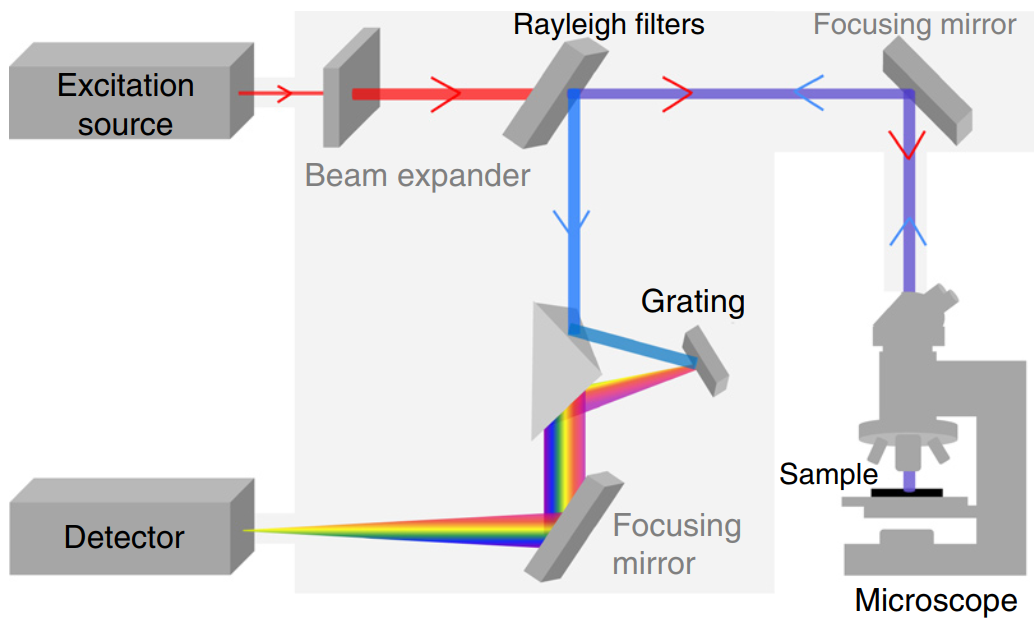 Rayleigh filters
Focusing mirror
Excitation
source
Beam expander
Grating
Sample
Detector
Focusing
mirror
Microscope